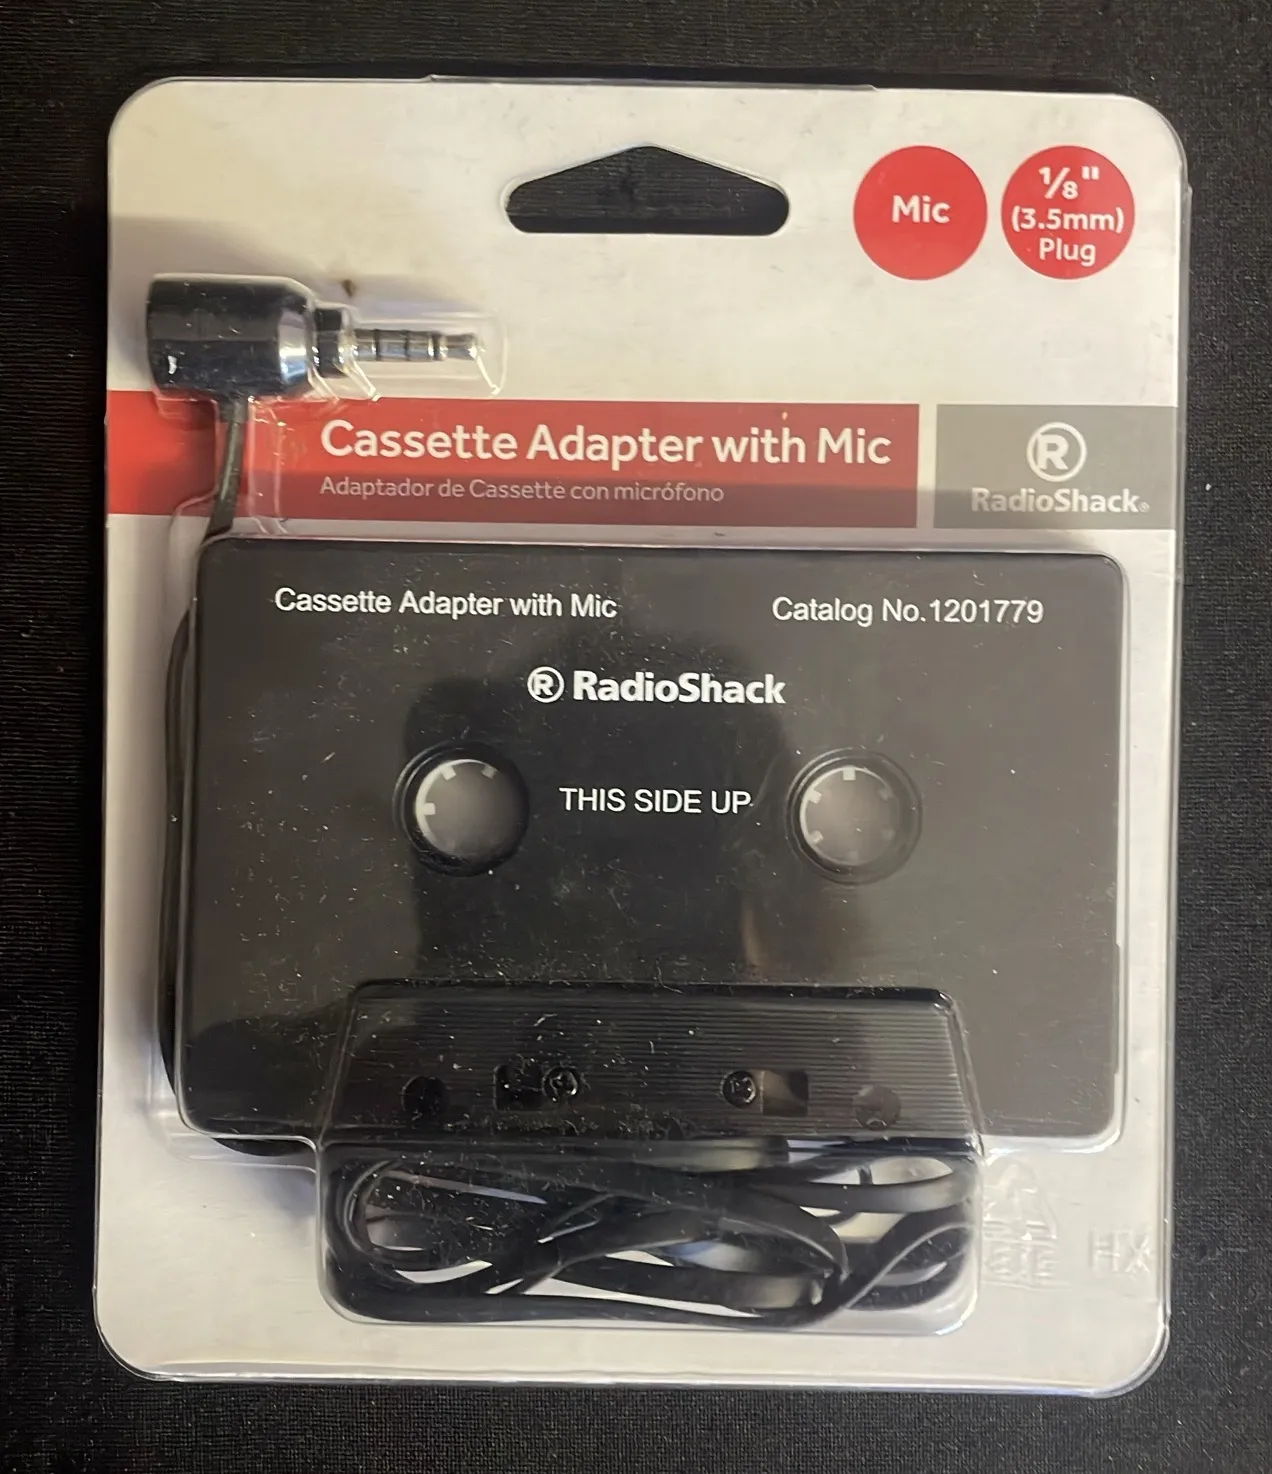 Mic
1/8"
(3.5mm)
Plug
Cassette Adapter with Mic
Adaptador de Cassette con micrófono
R
RadioShack®
Cassette Adapter with Mic
Catalog No.1201779
® RadioShack
THIS SIDE UP
HX